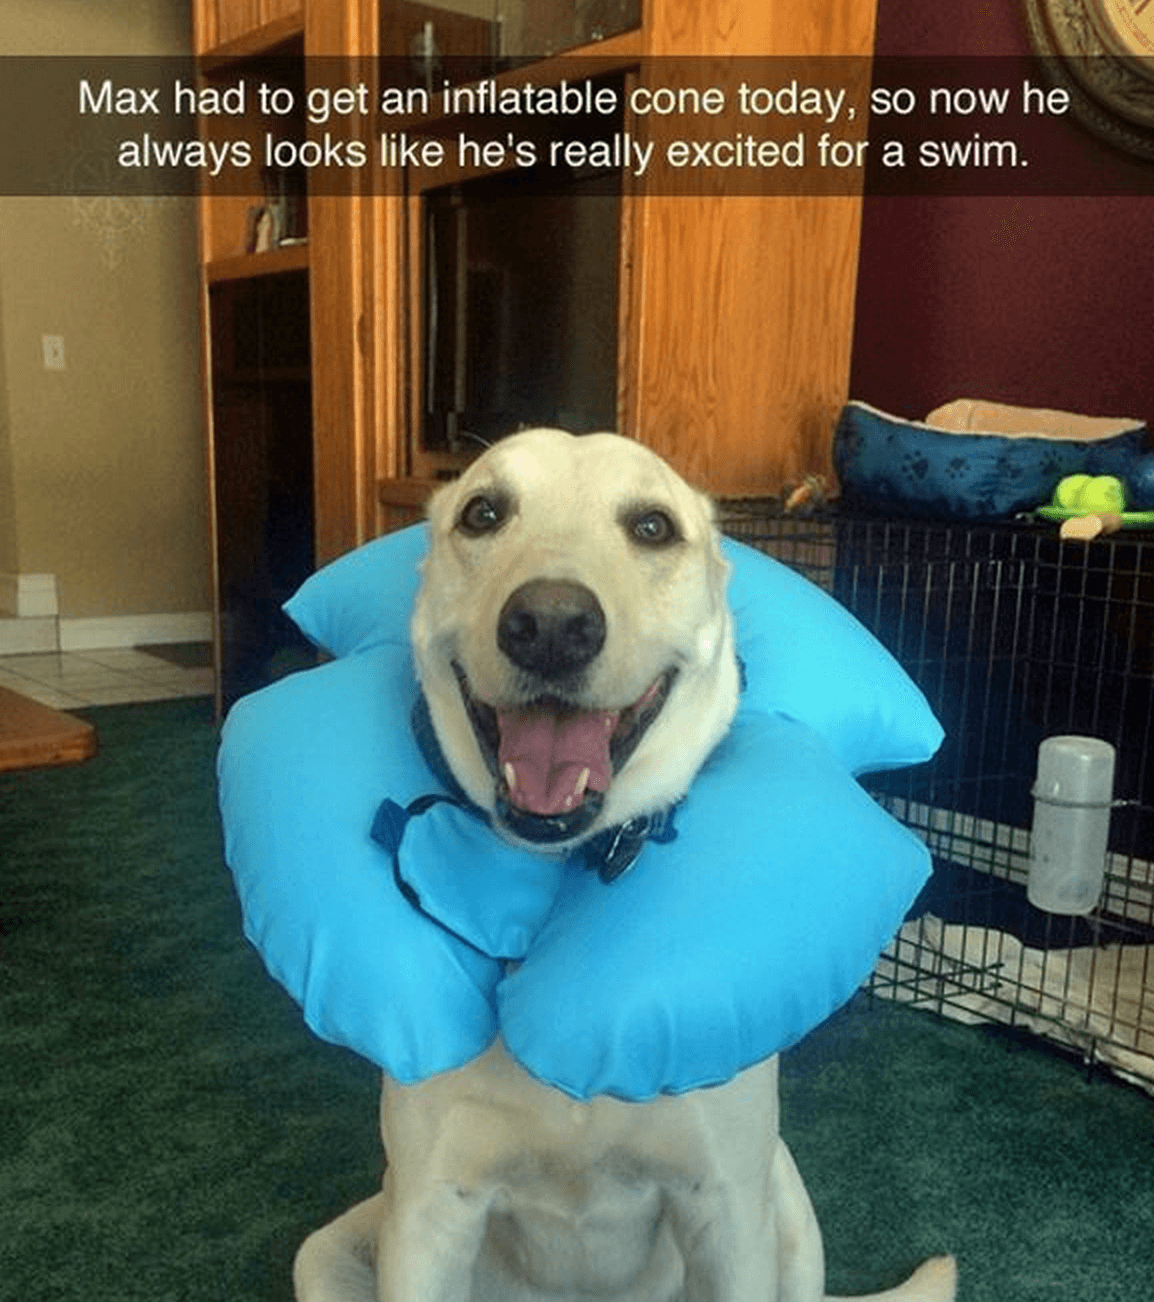 Max had to get an inflatable cone today, so now he
always looks like he's really excited for a swim.